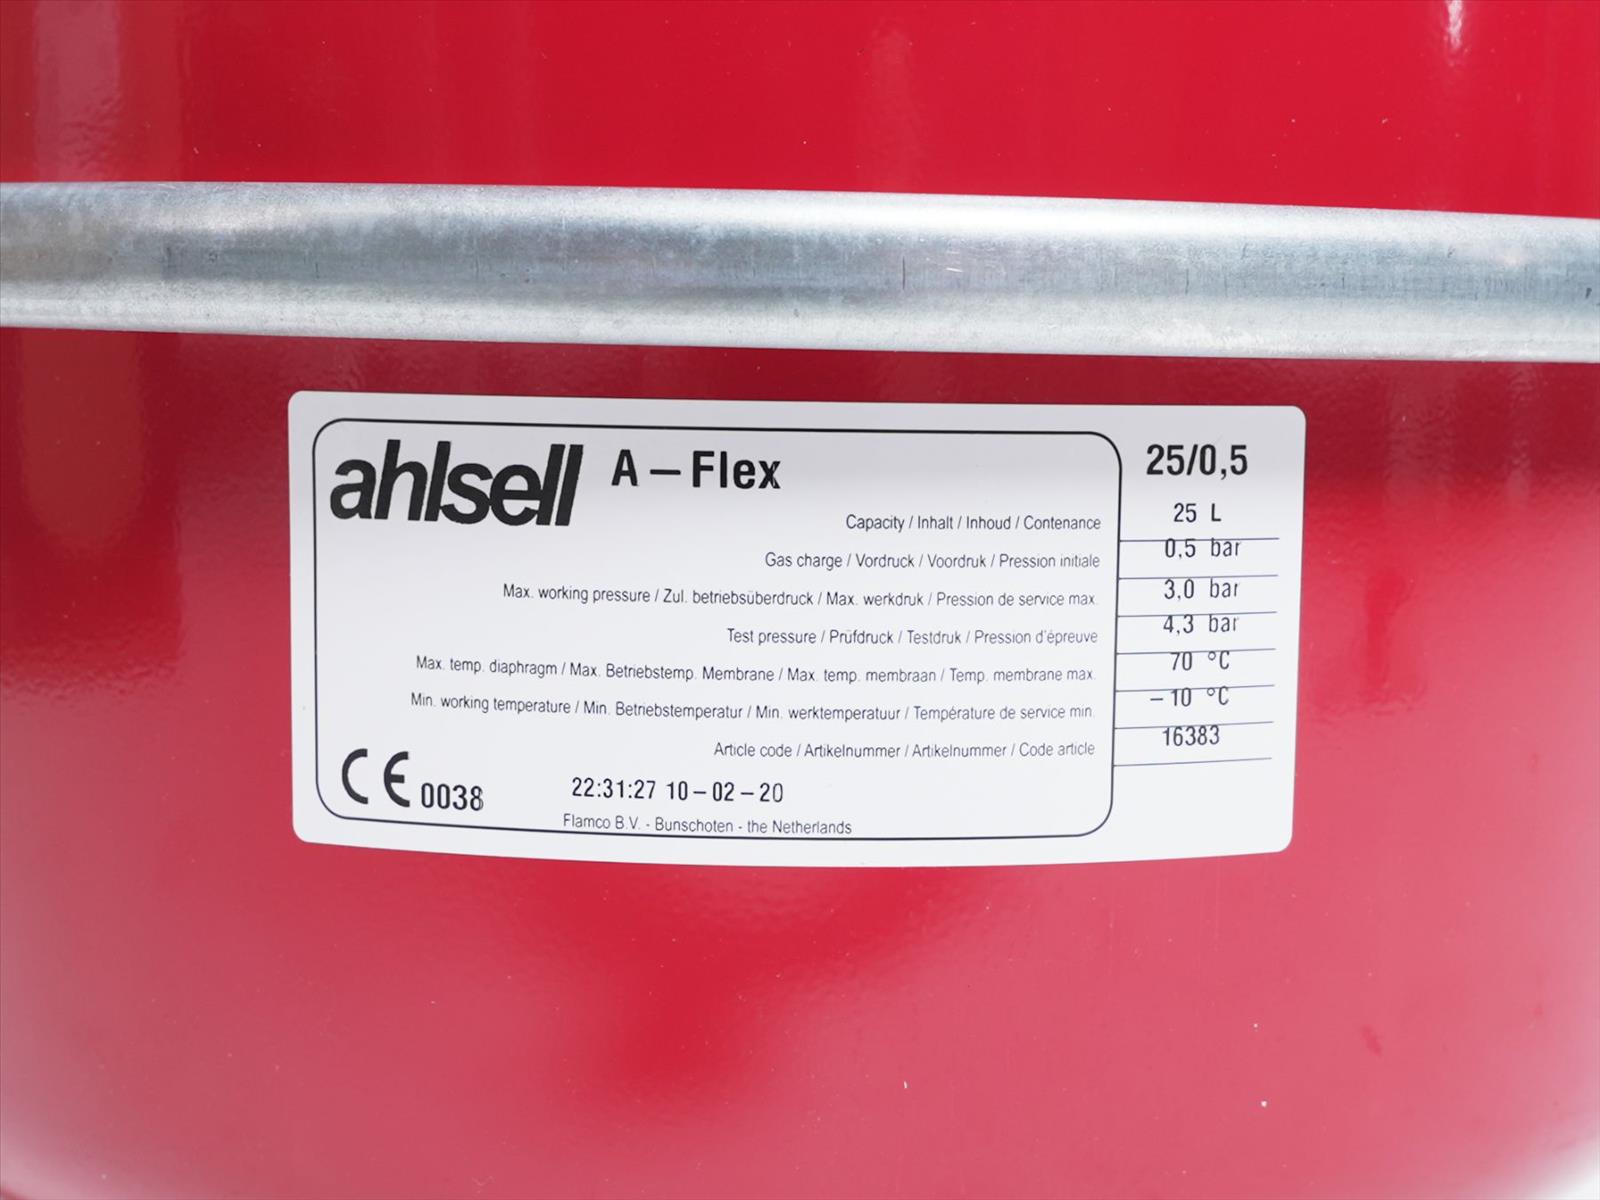 ahlsell A – Flex 25/0,5
Capacity / Inhalt / Inhoud / Contenance 25 L
Gas charge / Vordruck / Voordruk / Pression initiale 0,5 bar
Max. working pressure / Zul. betriebsüberdruck / Max. werkdruk / Pression de service max. 3,0 bar
Test pressure / Prüfdruck / Testdruk / Pression d'épreuve 4,3 bar
Max. temp. diaphragm / Max. Betriebstemp. Membrane / Max. temp. membraan / Temp. membrane max. 70 °C
Min. working temperature / Min. Betriebstemperatur / Min. werktemperatuur / Température de service min. – 10 °C
Article code / Artikelnummer / Artikelnummer / Code article 16383
CE 0038 22:31:27 10 – 02 – 20
Flamco B.V. - Bunschoten - the Netherlands